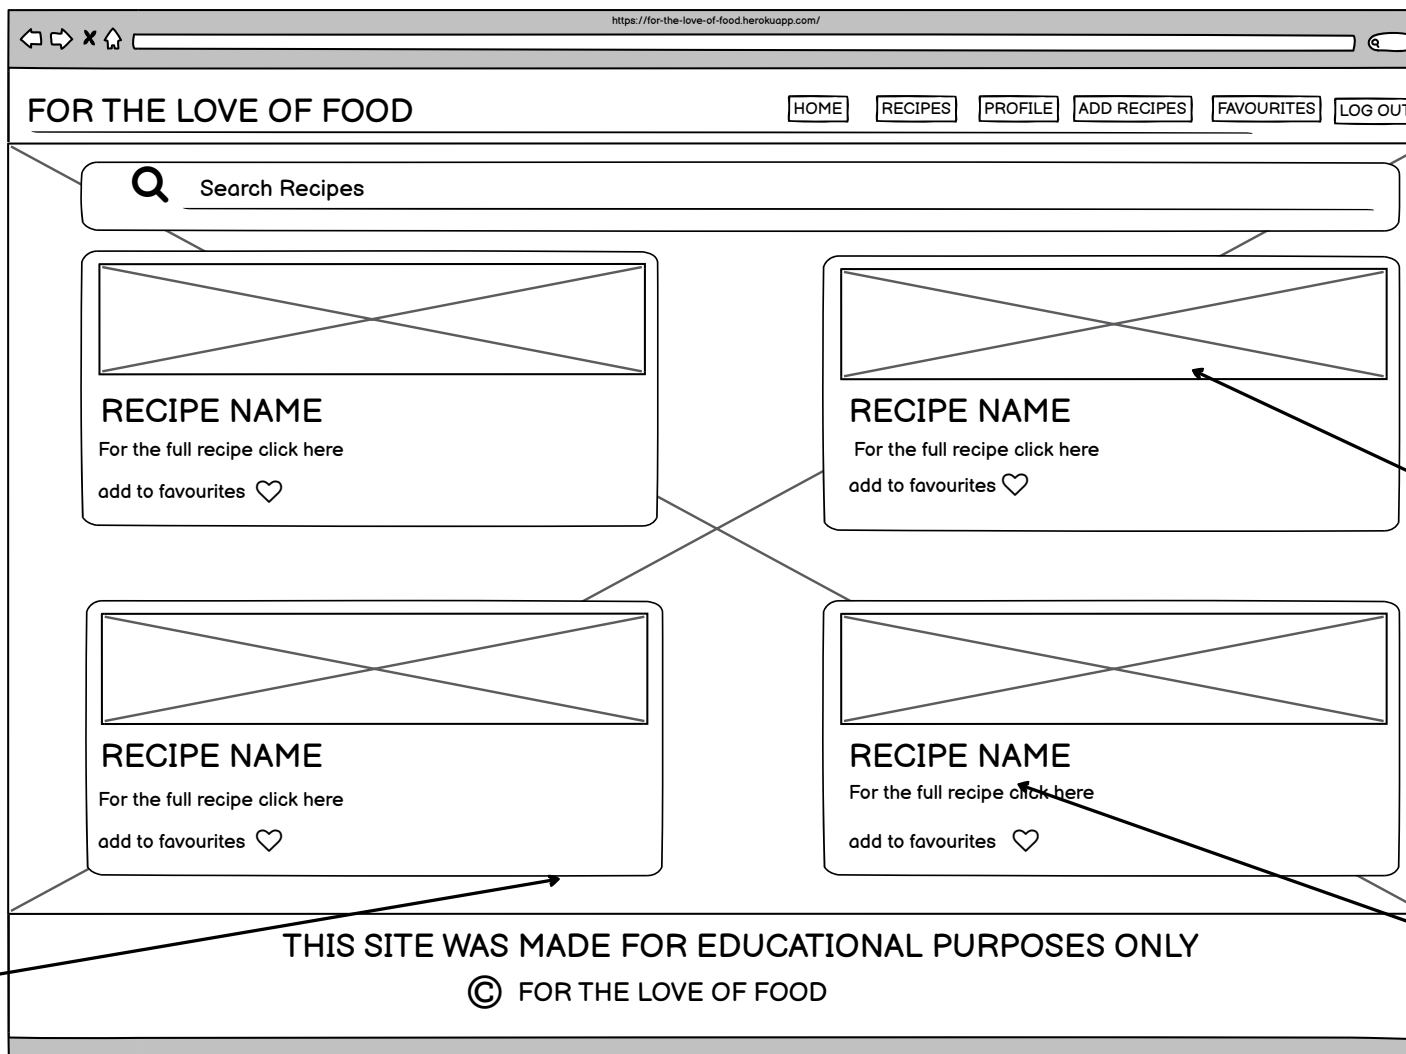 https://for-the-love-of-food.herokuapp.com/
FOR THE LOVE OF FOOD
HOME
RECIPES
PROFILE
ADD RECIPES
FAVOURITES
LOG OUT
Search Recipes
RECIPE NAME
For the full recipe click here
add to favourites
RECIPE NAME
For the full recipe click here
add to favourites
RECIPE NAME
For the full recipe click here
add to favourites
RECIPE NAME
For the full recipe click here
add to favourites
THIS SITE WAS MADE FOR EDUCATIONAL PURPOSES ONLY
© FOR THE LOVE OF FOOD